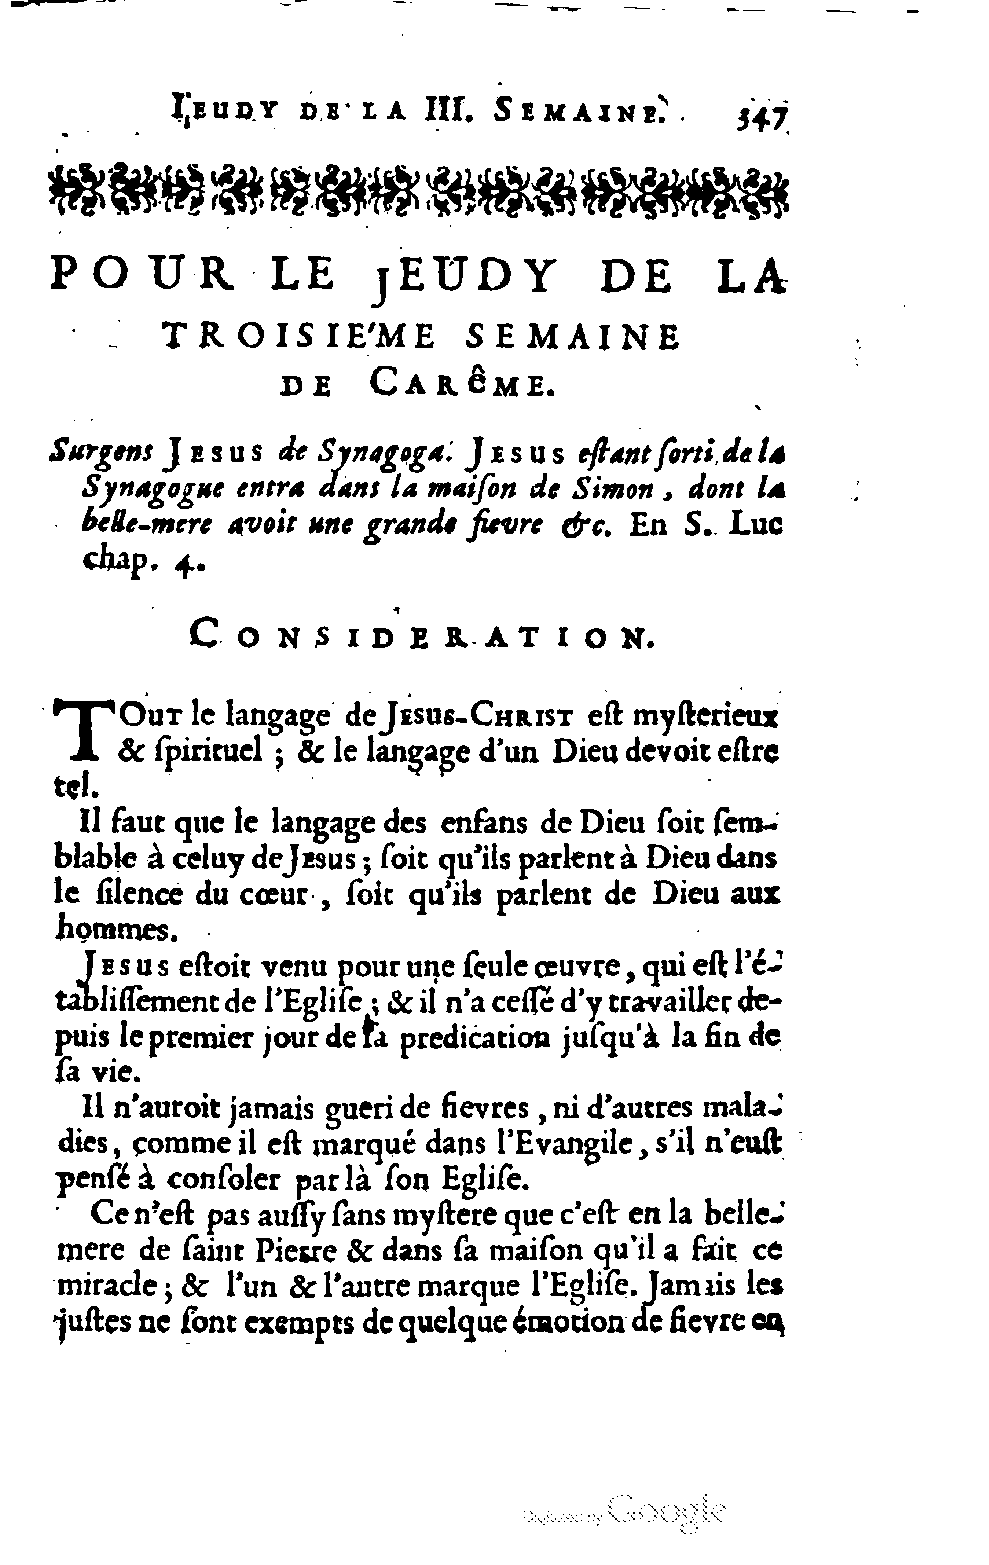 JEUDY DE LA III. SEMAINE. 347
POUR LE JEUDY DE LA
TROISIE'ME SEMAINE
DE CARÊME.
Surgens JESUS de Synagoga. JESUS eſtant ſorti de la
Synagogue entra dans la maiſon de Simon, dont la
belle-mere avoit une grande fievre &c. En S. Luc
chap. 4.
CONSIDERATION.
TOUT le langage de JESUS-CHRIST eſt myſterieux
& ſpirituel ; & le langage d'un Dieu devoit eſtre
tel.
Il faut que le langage des enfans de Dieu ſoit ſem-
blable à celuy de JESUS ; ſoit qu'ils parlent à Dieu dans
le ſilence du cœur, ſoit qu'ils parlent de Dieu aux
hommes.
JESUS eſtoit venu pour une ſeule œuvre, qui eſt l'é-
tabliſſement de l'Egliſe ; & il n'a ceſſé d'y travailler de-
puis le premier jour de ſa predication juſqu'à la fin de
ſa vie.
Il n'auroit jamais gueri de fievres, ni d'autres mala-
dies, comme il eſt marqué dans l'Evangile, s'il n'euſt
penſé à conſoler par là ſon Egliſe.
Ce n'eſt pas auſſy ſans myſtere que c'eſt en la belle-
mere de ſaint Pierre & dans ſa maiſon qu'il a fait ce
miracle ; & l'un & l'autre marque l'Egliſe. Jamais les
juſtes ne ſont exempts de quelque émotion de fievre en
Digitized by Google